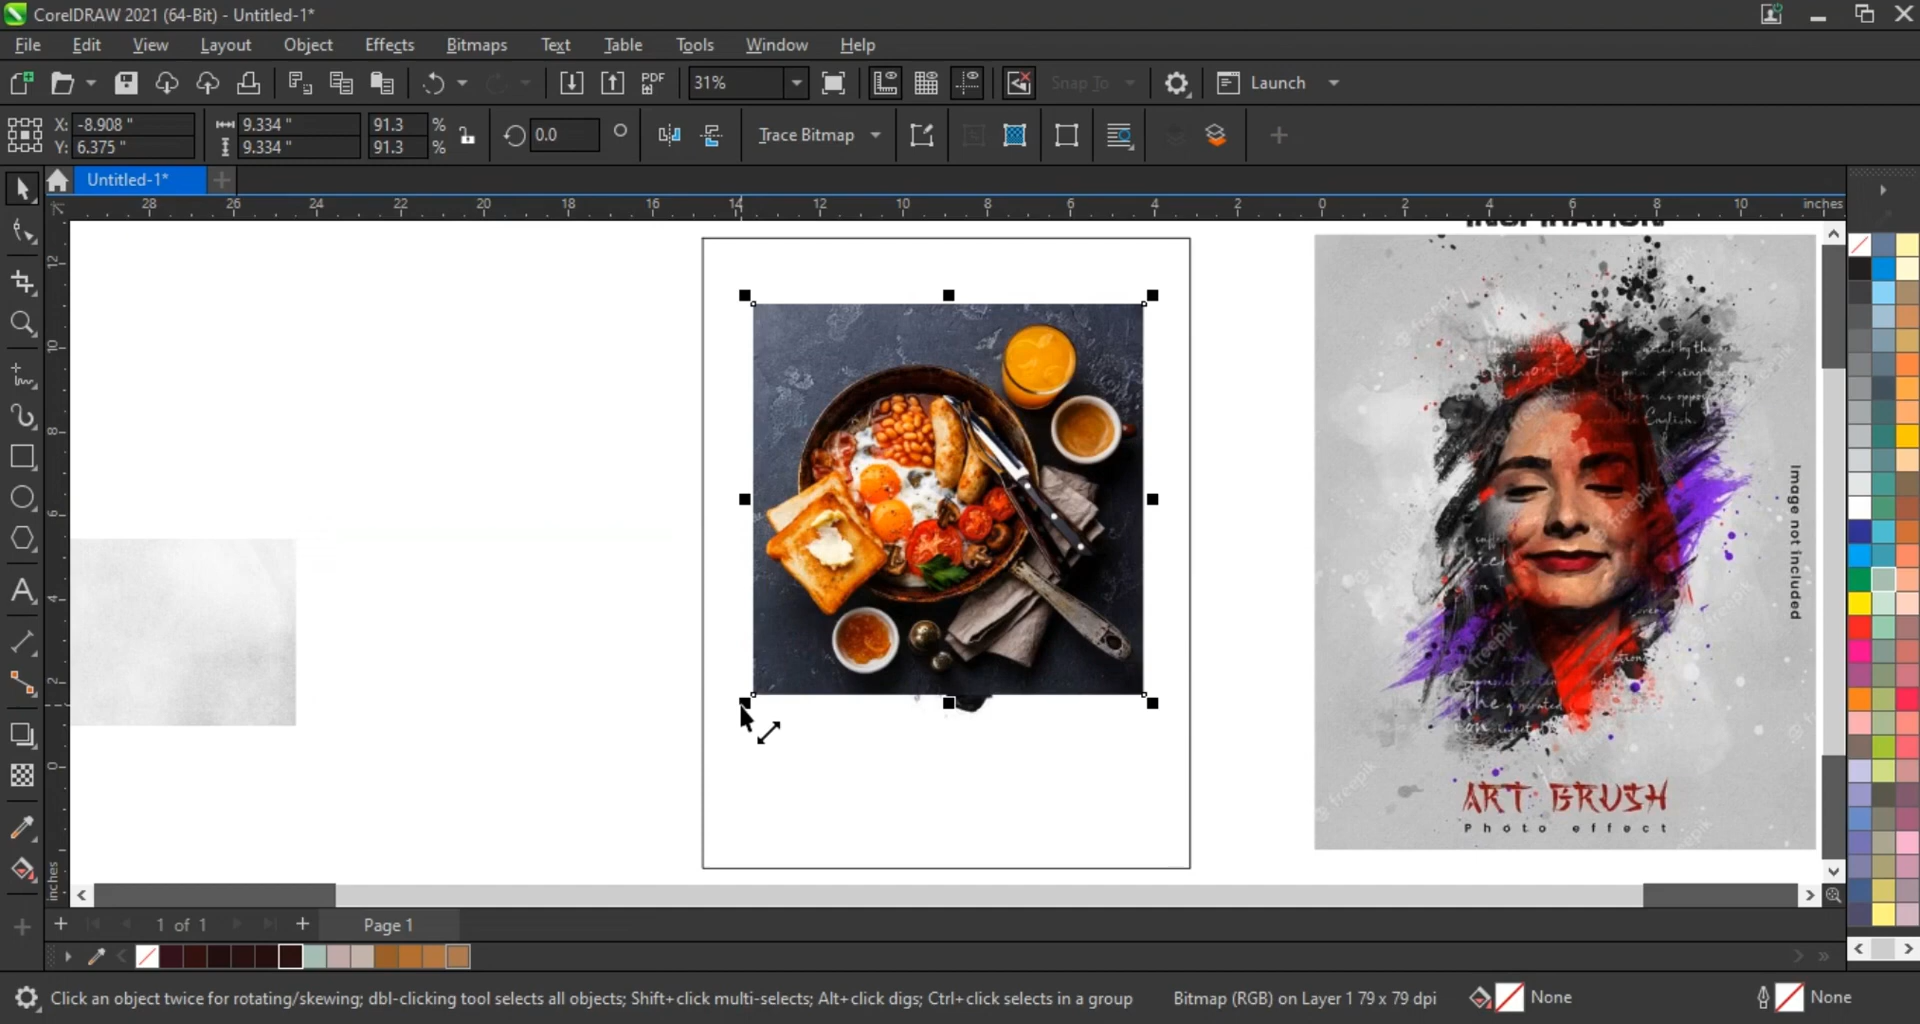 CorelDRAW 2021 (64-Bit) - Untitled-1*
File Edit View Layout Object Effects Bitmaps Text Table Tools Window Help
PDF 31% Snap To Launch
X: -8.908 " 9.334 " 91.3 % 0.0 Trace Bitmap
Y: 6.375 " 9.334 " 91.3 %
Untitled-1*
28 26 24 22 20 18 16 14 12 10 8 6 4 2 0 2 4 6 8 10 inches
12
10
8
6
4
2
0
inches
INSPIRATION
Image not included
freepik
ART BRUSH
Photo effect
1 of 1 Page 1
Click an object twice for rotating/skewing; dbl-clicking tool selects all objects; Shift+click multi-selects; Alt+click digs; Ctrl+click selects in a group Bitmap (RGB) on Layer 1 79 x 79 dpi None None